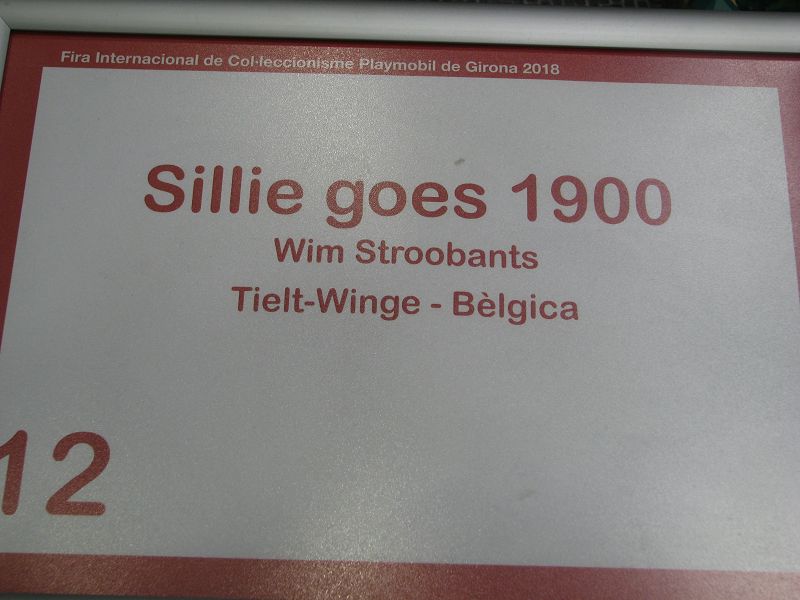 Fira Internacional de Col·leccionisme Playmobil de Girona 2018
Sillie goes 1900
Wim Stroobants
Tielt-Winge - Bèlgica
12